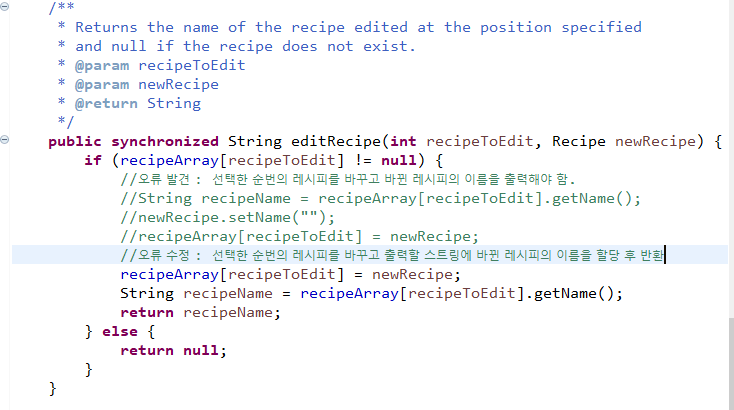 /**
 * Returns the name of the recipe edited at the position specified
 * and null if the recipe does not exist.
 * @param recipeToEdit
 * @param newRecipe
 * @return String
 */
public synchronized String editRecipe(int recipeToEdit, Recipe newRecipe) {
    if (recipeArray[recipeToEdit] != null) {
        //오류 발견 : 선택한 순번의 레시피를 바꾸고 바뀐 레시피의 이름을 출력해야 함.
        //String recipeName = recipeArray[recipeToEdit].getName();
        //newRecipe.setName("");
        //recipeArray[recipeToEdit] = newRecipe;
        //오류 수정 : 선택한 순번의 레시피를 바꾸고 출력할 스트링에 바뀐 레시피의 이름을 할당 후 반환
        recipeArray[recipeToEdit] = newRecipe;
        String recipeName = recipeArray[recipeToEdit].getName();
        return recipeName;
    } else {
        return null;
    }
}